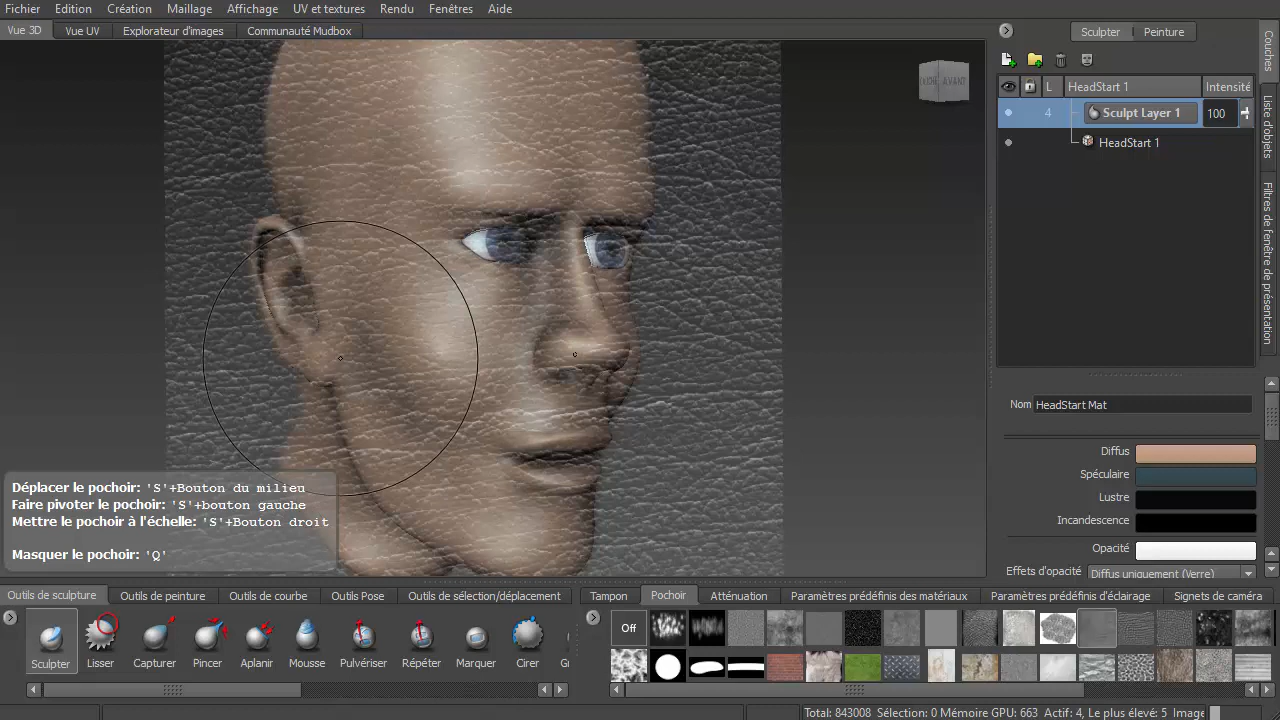 Fichier Edition Création Maillage Affichage UV et textures Rendu Fenêtres Aide
Vue 3D Vue UV Explorateur d'images Communauté Mudbox
Sculpter Peinture
L HeadStart 1 Intensité
4 Sculpt Layer 1 100
HeadStart 1
Couches
Liste d'objets
Filtres de fenêtre de présentation
AVANT
Nom HeadStart Mat
Diffus
Spéculaire
Lustre
Incandescence
Opacité
Effets d'opacité Diffus uniquement (Verre)
Déplacer le pochoir: 'S'+Bouton du milieu
Faire pivoter le pochoir: 'S'+bouton gauche
Mettre le pochoir à l'échelle: 'S'+Bouton droit
Masquer le pochoir: 'Q'
Outils de sculpture Outils de peinture Outils de courbe Outils Pose Outils de sélection/déplacement
Tampon Pochoir Atténuation Paramètres prédéfinis des matériaux Paramètres prédéfinis d'éclairage Signets de caméra
Off
Sculpter Lisser Capturer Pincer Aplanir Mousse Pulvériser Répéter Marquer Cirer Gr
Total: 843008 Sélection: 0 Mémoire GPU: 663 Actif: 4, Le plus élevé: 5 Image